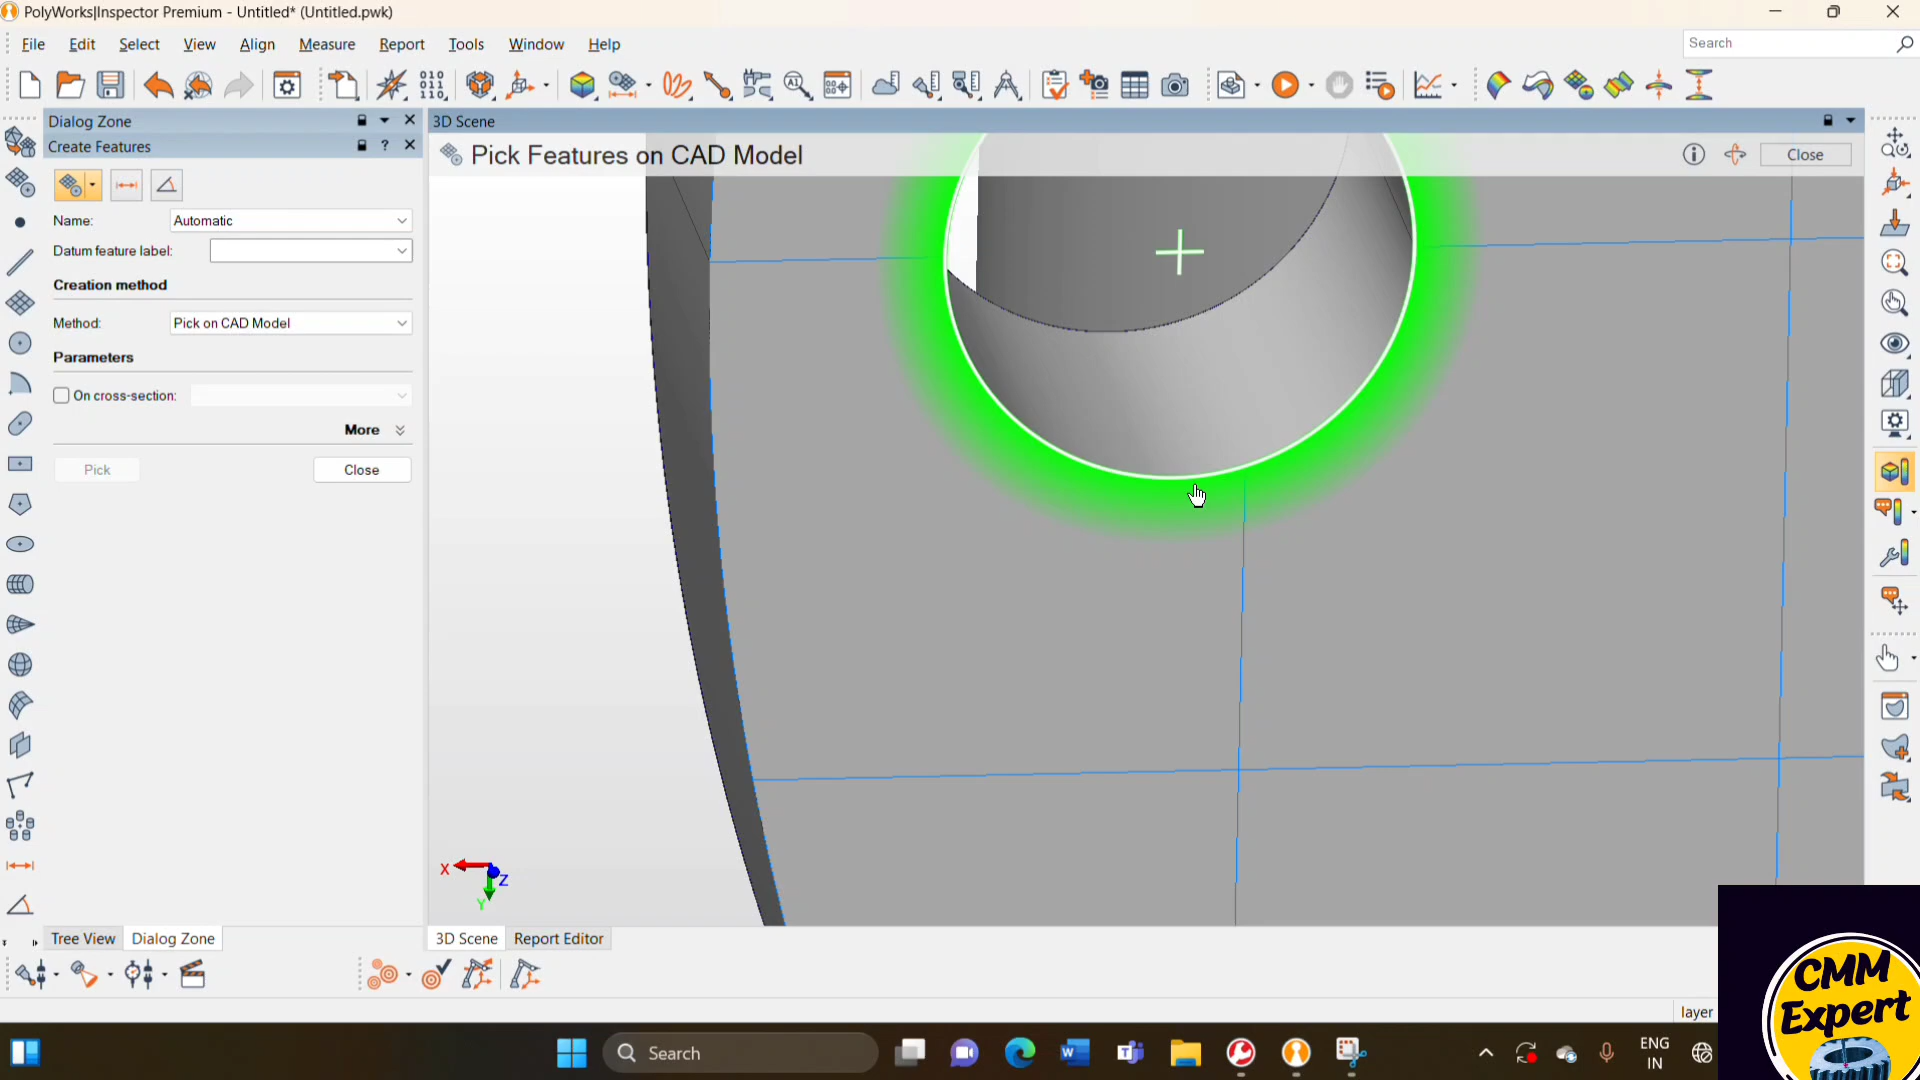 PolyWorks|Inspector Premium - Untitled* (Untitled.pwk)
File Edit Select View Align Measure Report Tools Window Help
Search
Dialog Zone
3D Scene
Create Features
Pick Features on CAD Model
Close
Name: Automatic
Datum feature label:
Creation method
Method: Pick on CAD Model
Parameters
On cross-section:
More
Pick Close
X Z
Y
Tree View Dialog Zone 3D Scene Report Editor
layer
CMM
Expert
Search
ENG
IN